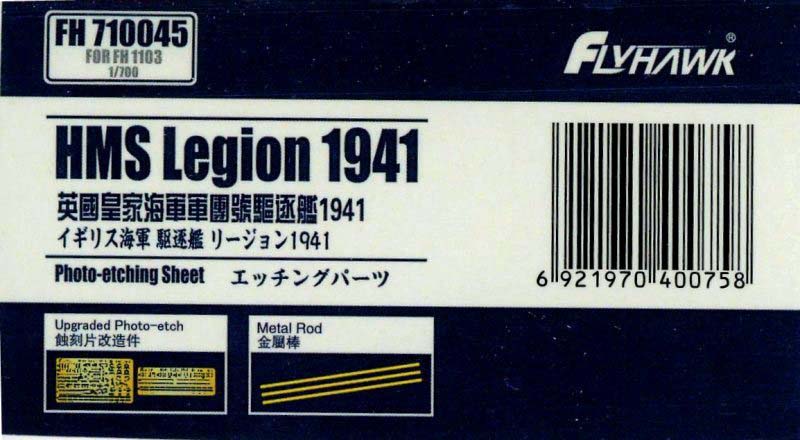 FH 710045
FOR FH 1103
1/700
FLYHAWK®
HMS Legion 1941
英國皇家海軍軍團號驅逐艦1941
イギリス海軍 駆逐艦 リージョン1941
Photo-etching Sheet エッチングパーツ
6 921970 400758
Upgraded Photo-etch
蝕刻片改造件
Metal Rod
金屬棒